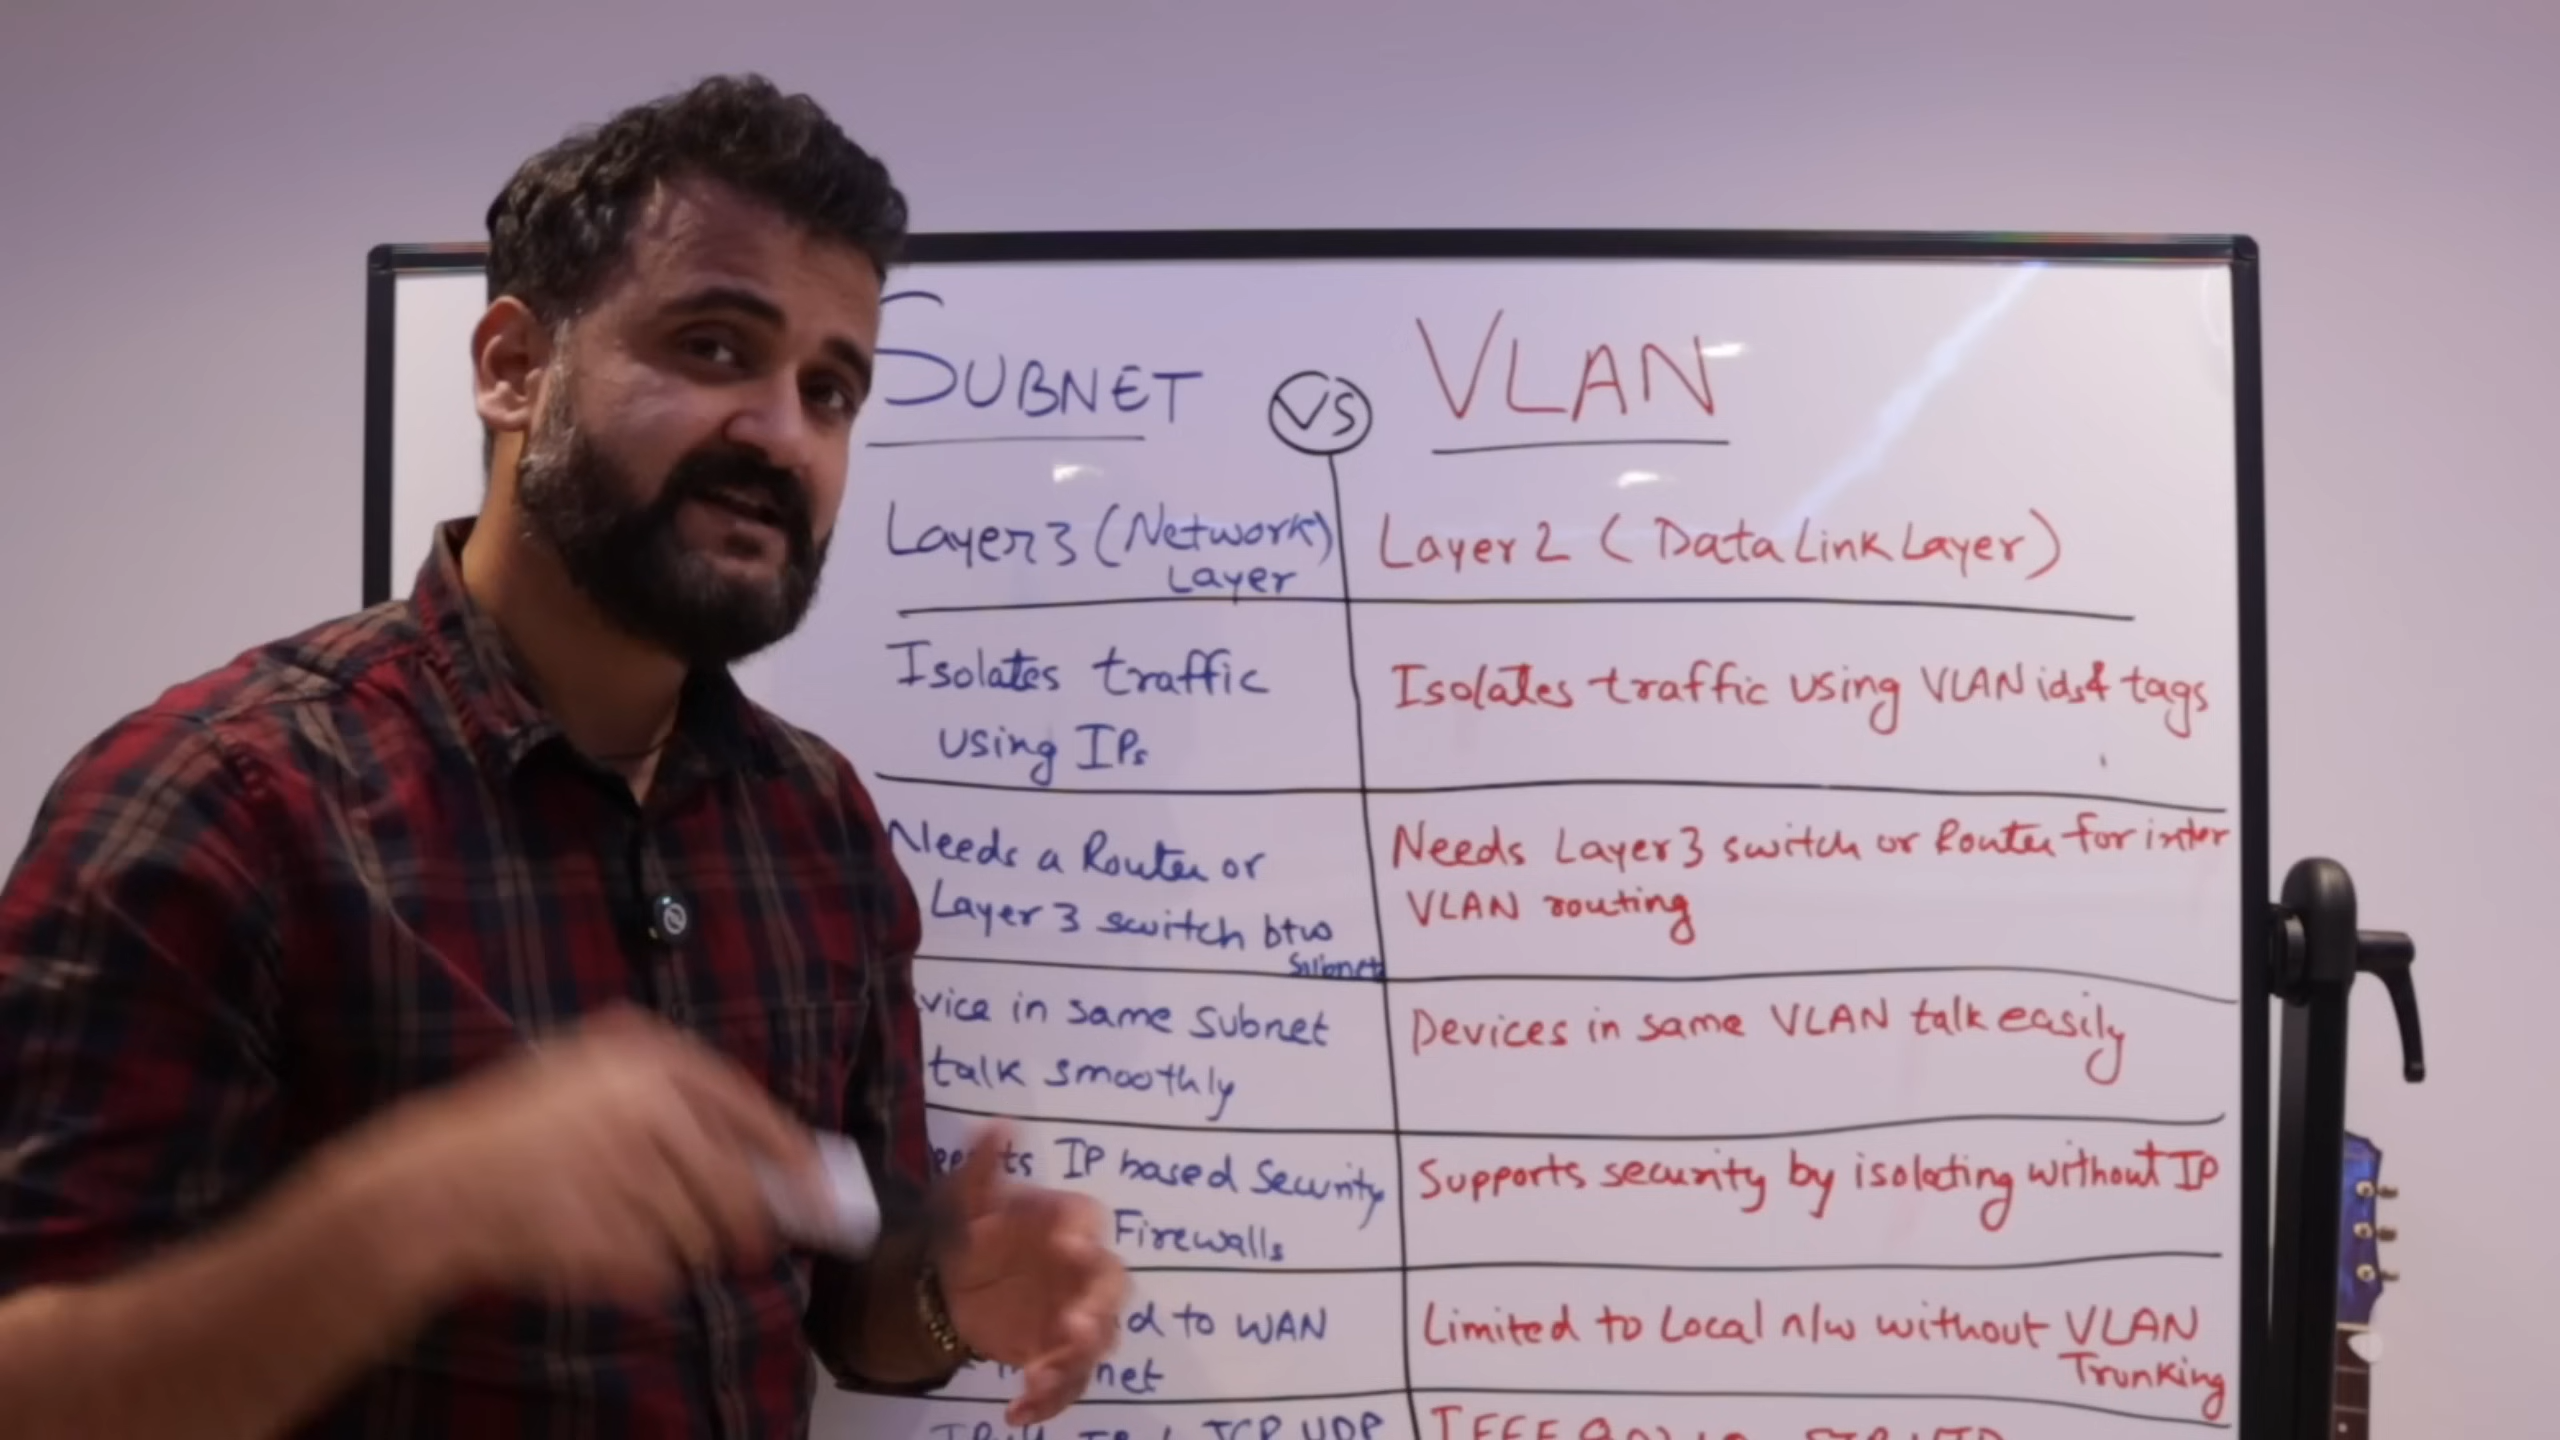 SUBNET VS VLAN
Layer 3 (Network) Layer 2 (Data Link Layer)
Layer
Isolates traffic Isolates traffic using VLAN ids & tags
using IPs
Needs a Router or Needs Layer 3 switch or Router for inter
Layer 3 switch btw VLAN routing
Subnets
vice in same subnet Devices in same VLAN talk easily
talk smoothly
IP based Security Supports security by isolating without IP
Firewalls
d to WAN Limited to Local n/w without VLAN
net Trunking
TCP UDP